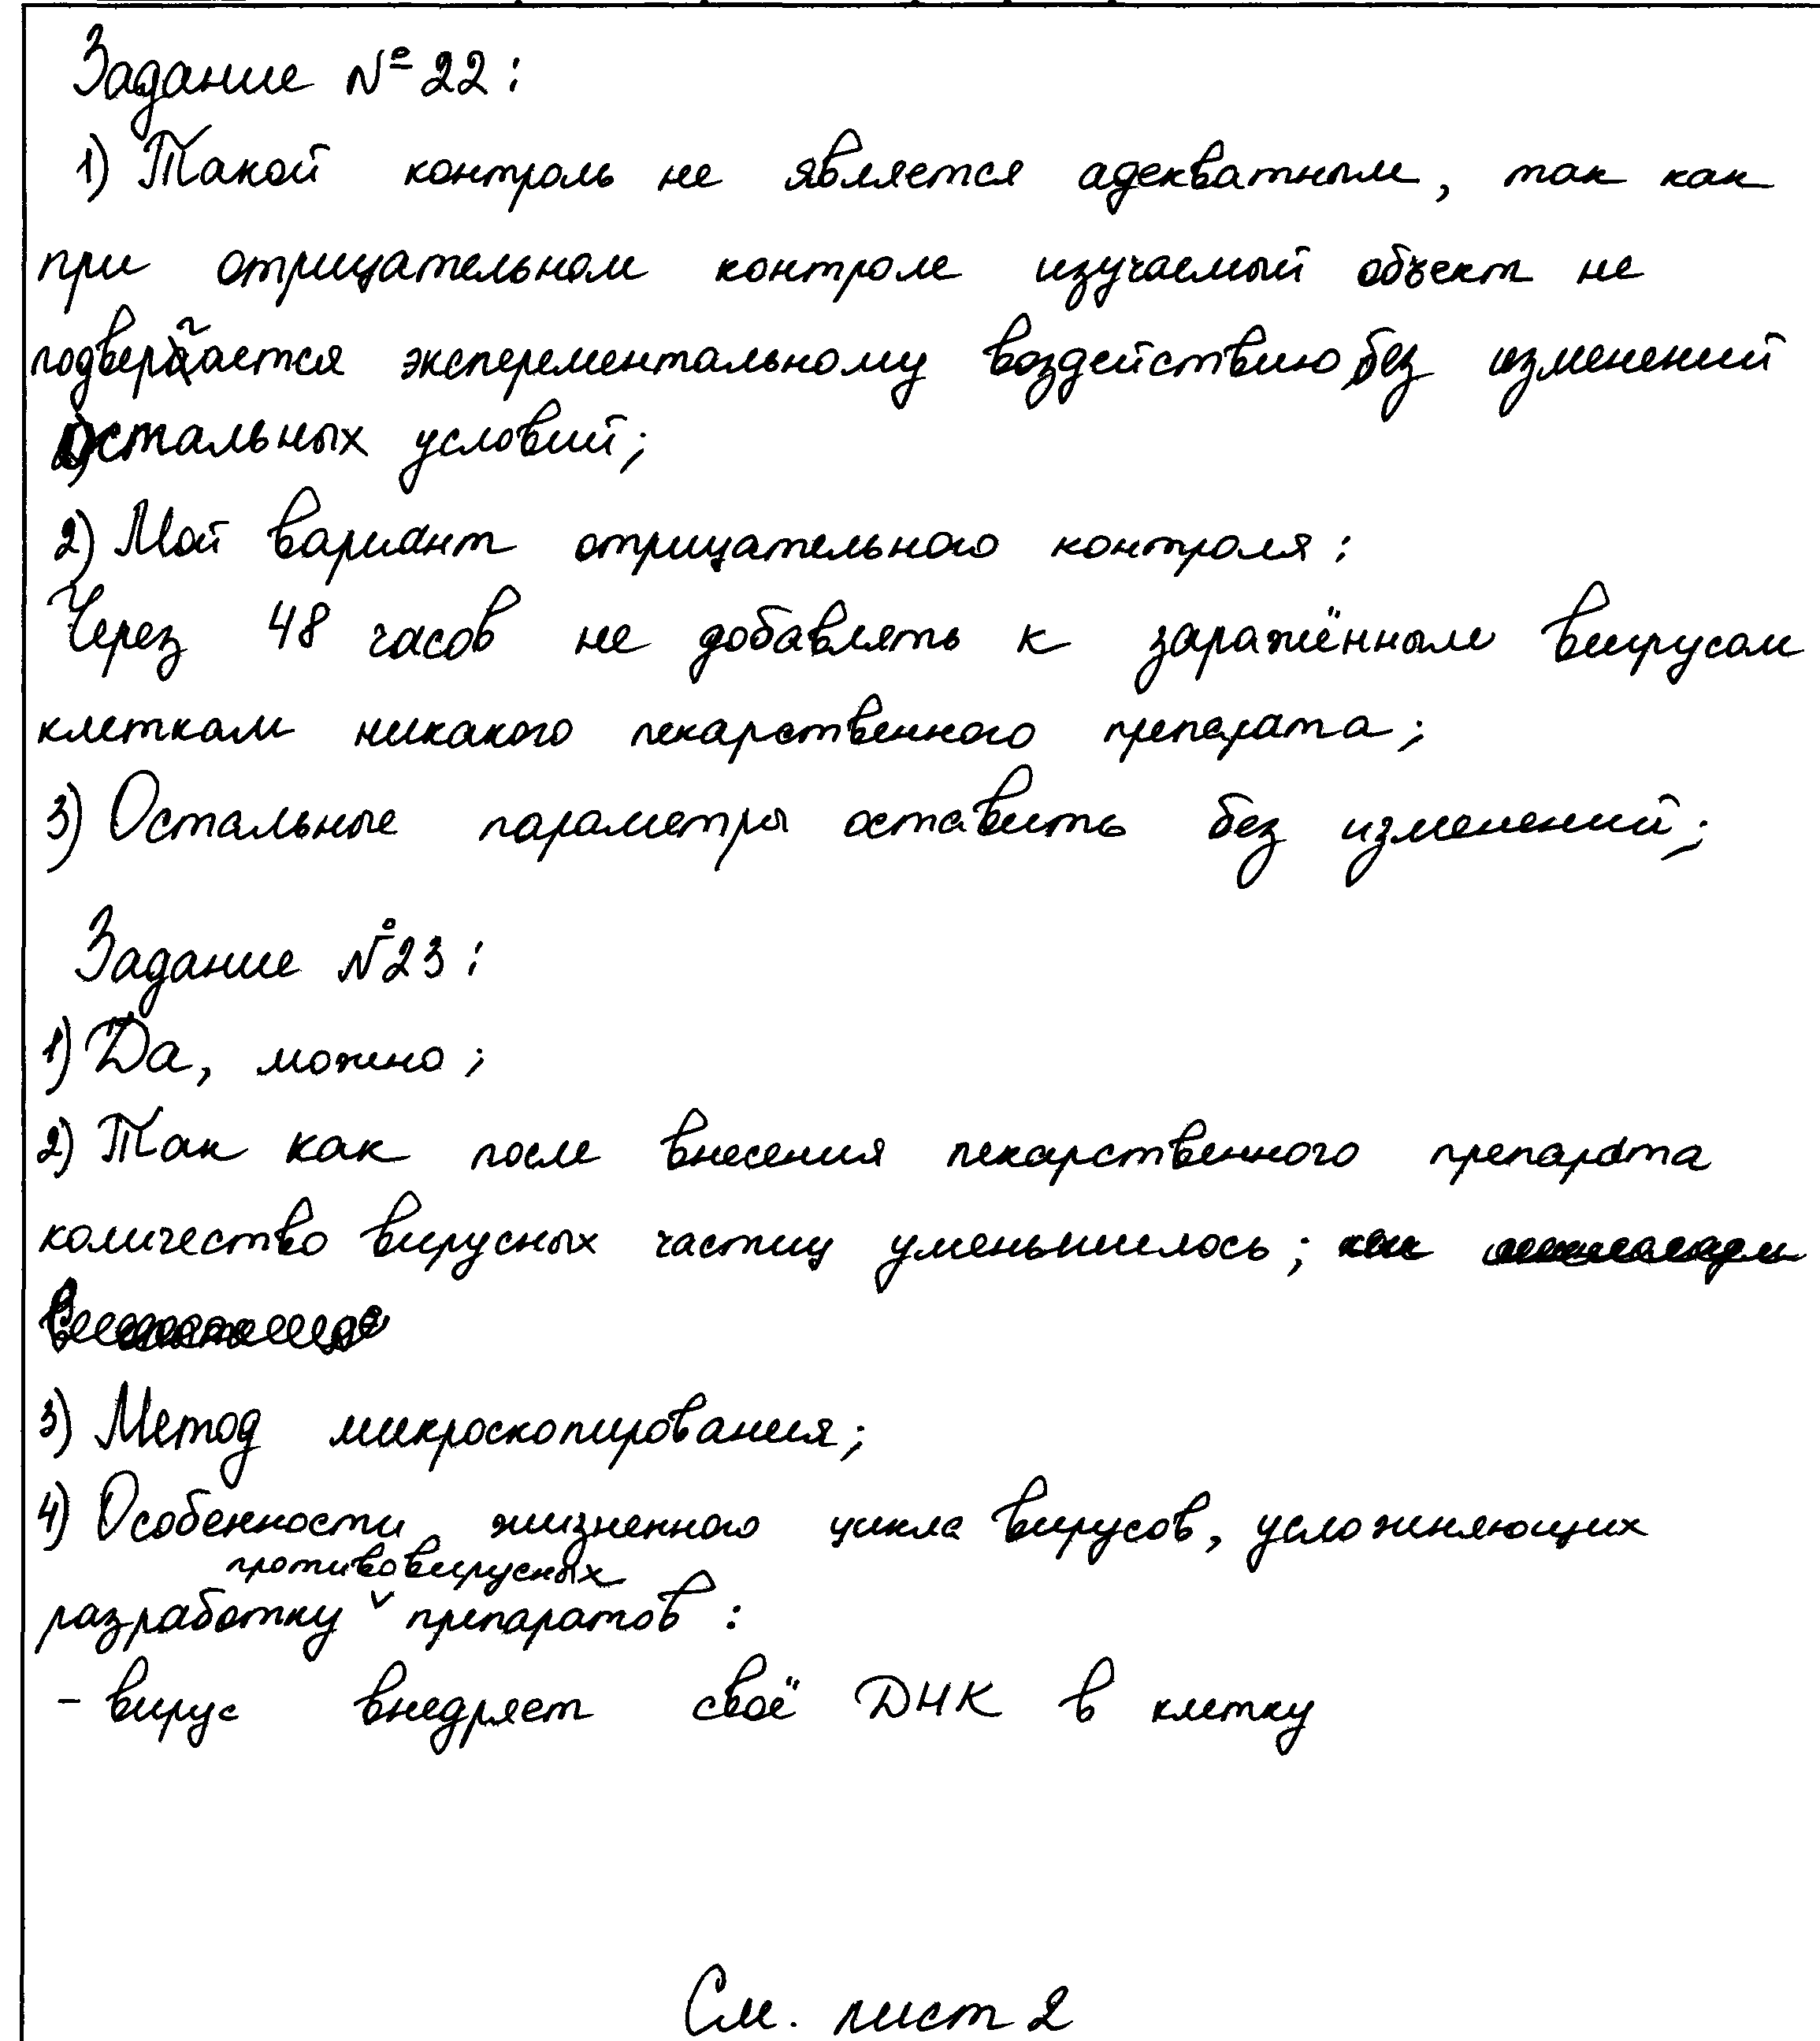 Задание №22:
1) Такой контроль не является адекватным, так как
при отрицательном контроле изучаемый объект не
подвергается эксперементальному воздействию, без изменений
остальных условий;
2) Мой вариант отрицательного контроля:
Через 48 часов не добавлять к заражённым вирусом
клеткам никакого лекарственного препарата;
3) Остальные параметры оставить без изменений;
Задание №23:
1) Да, можно;
2) Так как после внесения лекарственного препарата
количество вирусных частиц уменьшилось;
3) Метод микроскопирования;
4) Особенности жизненного цикла вирусов, усложняющих
противовирусных
разработку препаратов:
- вирус внедряет своё ДНК в клетку
См. лист 2